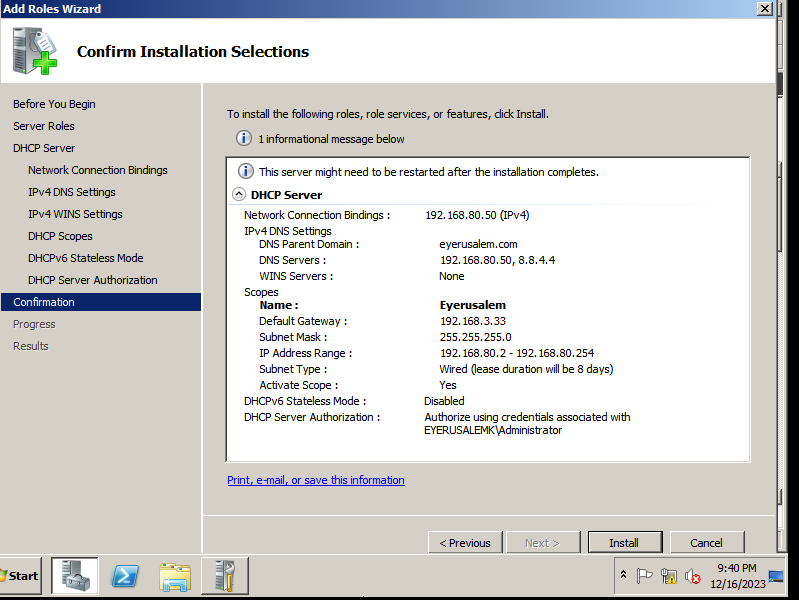 Add Roles Wizard
Confirm Installation Selections
Before You Begin
Server Roles
DHCP Server
Network Connection Bindings
IPv4 DNS Settings
IPv4 WINS Settings
DHCP Scopes
DHCPv6 Stateless Mode
DHCP Server Authorization
Confirmation
Progress
Results
To install the following roles, role services, or features, click Install.
1 informational message below
This server might need to be restarted after the installation completes.
DHCP Server
Network Connection Bindings : 192.168.80.50 (IPv4)
IPv4 DNS Settings
DNS Parent Domain : eyerusalem.com
DNS Servers : 192.168.80.50, 8.8.4.4
WINS Servers : None
Scopes
Name : Eyerusalem
Default Gateway : 192.168.3.33
Subnet Mask : 255.255.255.0
IP Address Range : 192.168.80.2 - 192.168.80.254
Subnet Type : Wired (lease duration will be 8 days)
Activate Scope : Yes
DHCPv6 Stateless Mode : Disabled
DHCP Server Authorization : Authorize using credentials associated with
EYERUSALEMK\Administrator
Print, e-mail, or save this information
< Previous Next > Install Cancel
Start
9:40 PM
12/16/2023